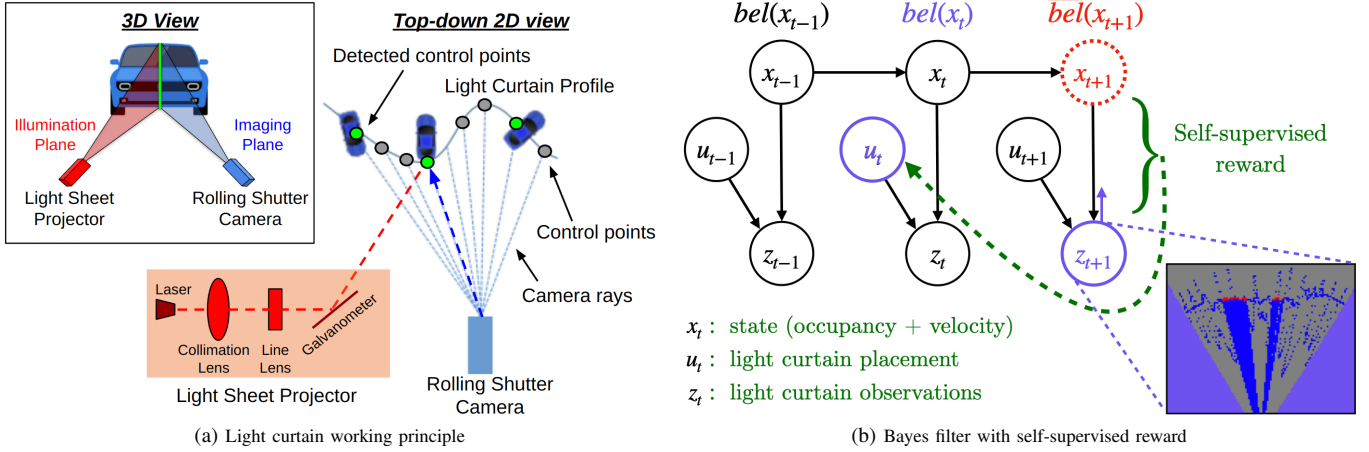 3D View
Illumination
Plane
Imaging
Plane
Light Sheet
Projector
Rolling Shutter
Camera
Top-down 2D view
Detected control points
Light Curtain Profile
Control points
Camera rays
Laser
Collimation
Lens
Line
Lens
Galvanometer
Light Sheet Projector
Rolling Shutter
Camera
(a) Light curtain working principle
bel(x_{t−1})
bel(x_t)
\overline{bel}(x_{t+1})
x_{t−1}
x_t
x_{t+1}
u_{t−1}
u_t
u_{t+1}
Self-supervised
reward
z_{t−1}
z_t
z_{t+1}
x_t : state (occupancy + velocity)
u_t : light curtain placement
z_t : light curtain observations
(b) Bayes filter with self-supervised reward